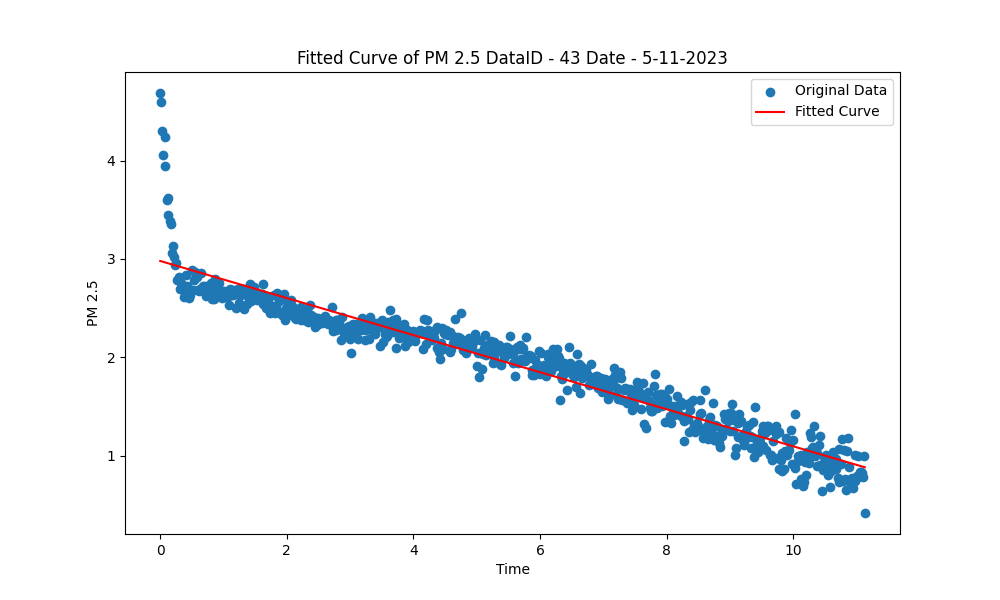 Fitted Curve of PM 2.5 DataID - 43 Date - 5-11-2023
Original Data
Fitted Curve
4
3
2
1
PM 2.5
0 2 4 6 8 10
Time